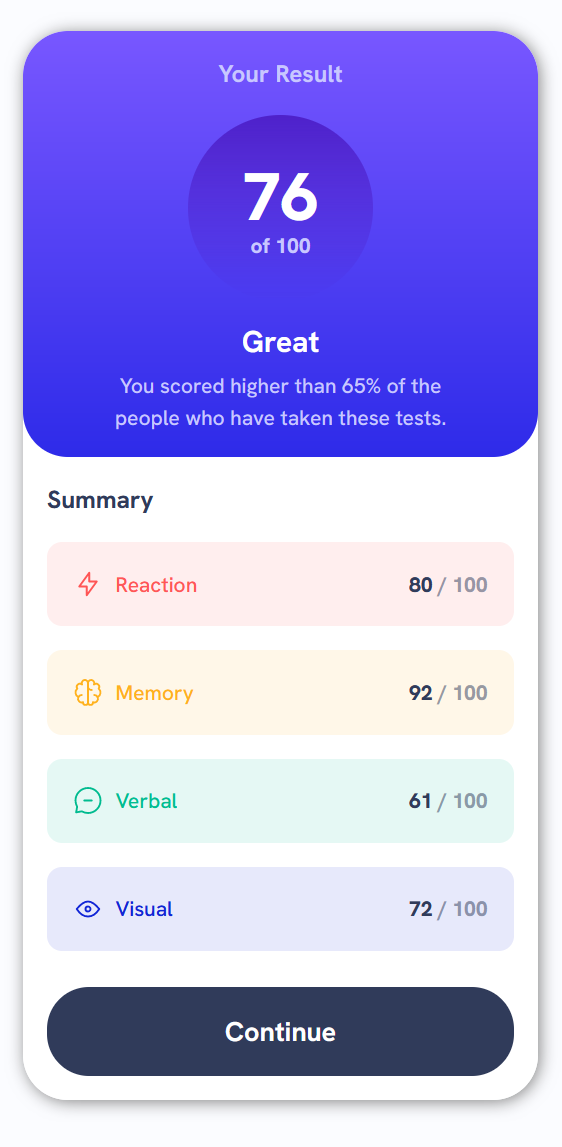 Your Result
76
of 100
Great
You scored higher than 65% of the
people who have taken these tests.
Summary
Reaction 80 / 100
Memory 92 / 100
Verbal 61 / 100
Visual 72 / 100
Continue